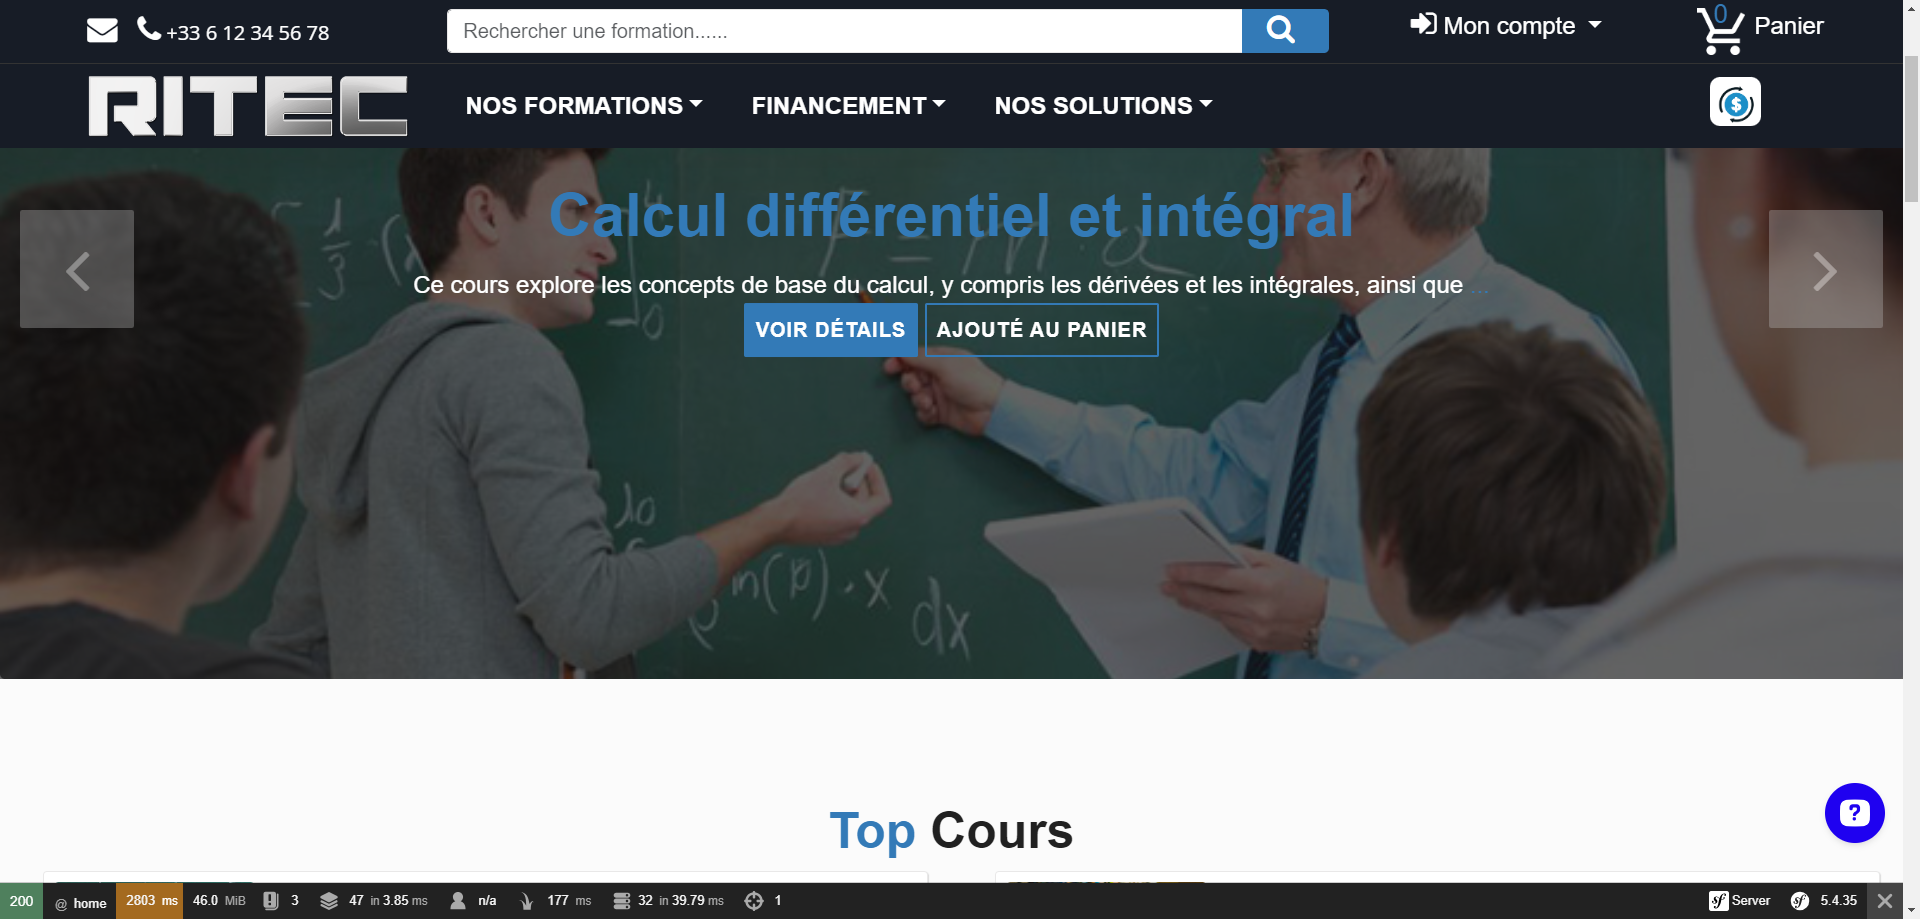 +33 6 12 34 56 78
Rechercher une formation......
Mon compte
0
Panier
RITEC
NOS FORMATIONS
FINANCEMENT
NOS SOLUTIONS
$
Calcul différentiel et intégral
Ce cours explore les concepts de base du calcul, y compris les dérivées et les intégrales, ainsi que ...
VOIR DÉTAILS
AJOUTÉ AU PANIER
dx
Top Cours
?
200 @ home 2803 ms 46.0 MiB 3 47 in 3.85 ms n/a 177 ms 32 in 39.79 ms 1 sf Server sf 5.4.35